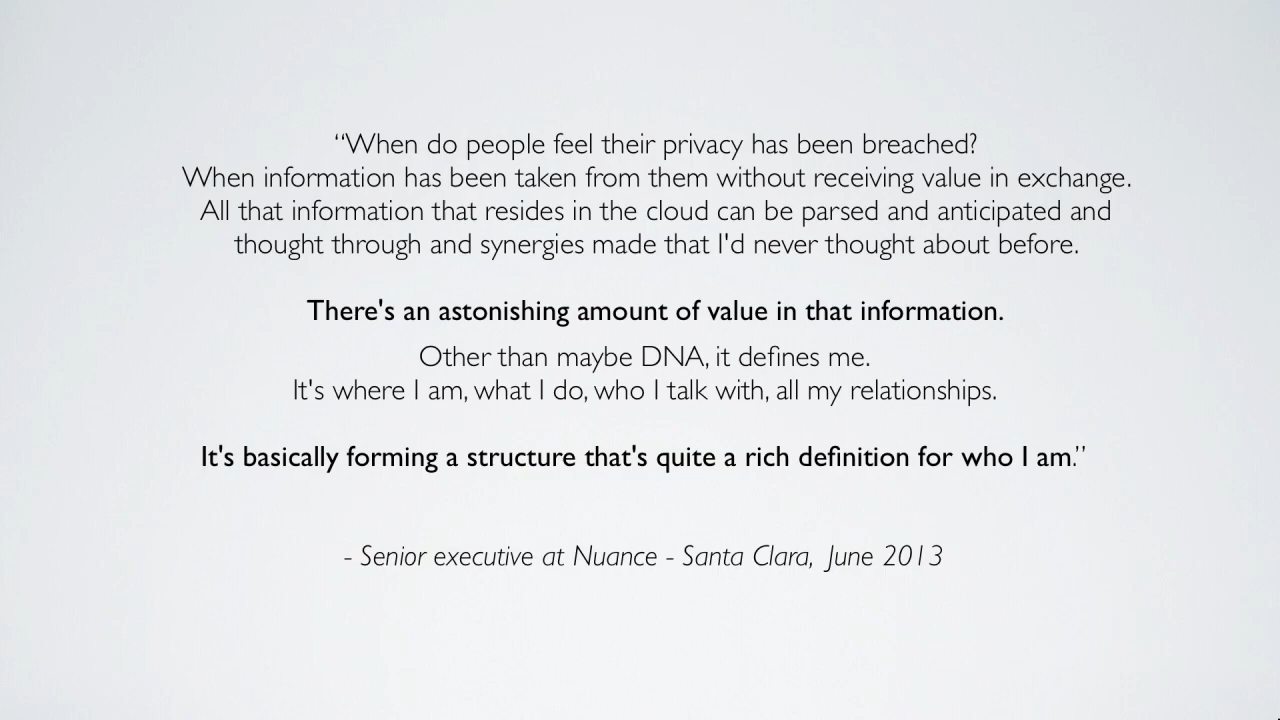 “When do people feel their privacy has been breached?
When information has been taken from them without receiving value in exchange.
All that information that resides in the cloud can be parsed and anticipated and
thought through and synergies made that I'd never thought about before.
There's an astonishing amount of value in that information.
Other than maybe DNA, it defines me.
It's where I am, what I do, who I talk with, all my relationships.
It's basically forming a structure that's quite a rich definition for who I am.”
- Senior executive at Nuance - Santa Clara, June 2013